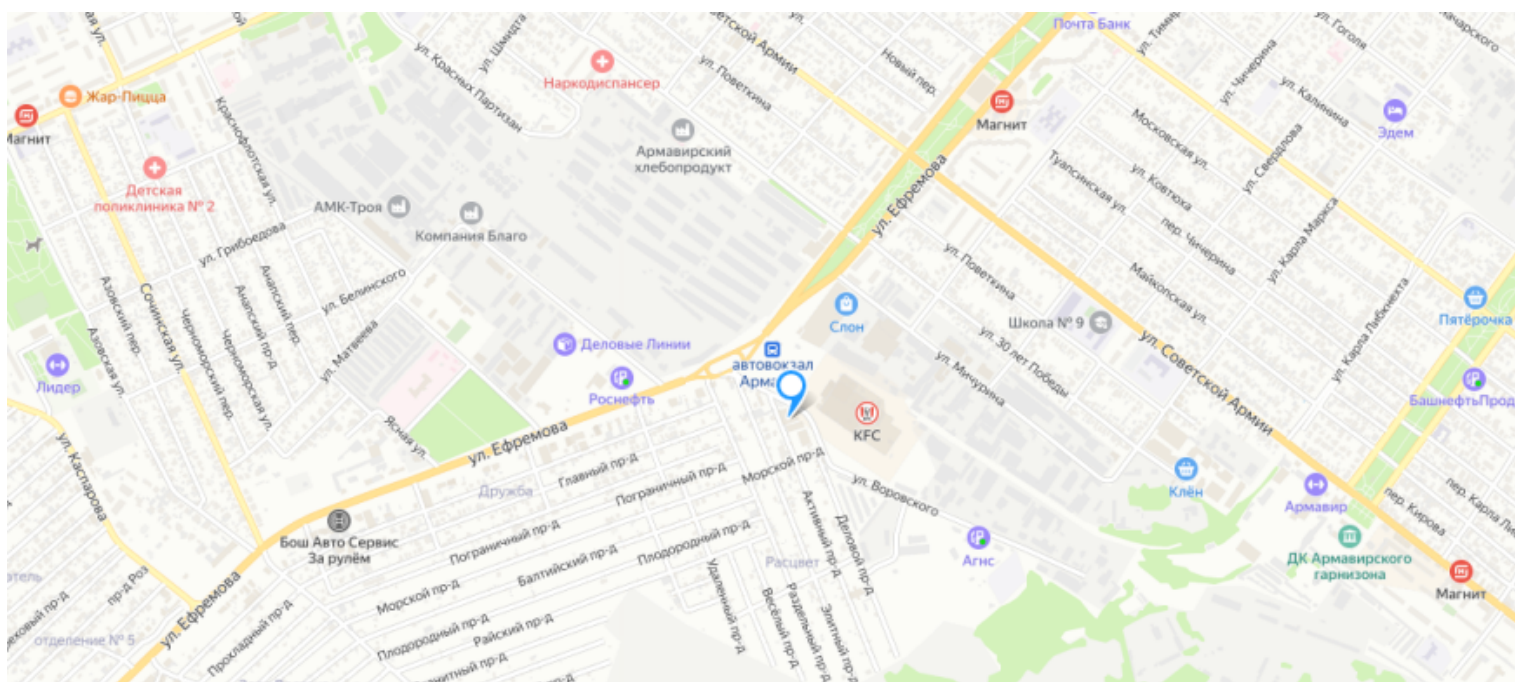 Почта Банк
ул. Гоголя
ул. Чичерина
ул. Шмидта
ул. Красных Партизан
Наркодиспансер
ул. Поветкина
Новый пер.
Жар-Пицца
Магнит
Магнит
ул. Калинина
Эдем
Краснофлотская ул.
Армавирский
хлебопродукт
Московская ул.
ул. Свердлова
Туапсинская ул.
ул. Ковтюха
Детская
поликлиника № 2
АМК-Троя
Компания Благо
ул. Ефремова
пер. Чичерина
ул. Карла Маркса
ул. Грибоедова
ул. Поветкина
Майкопская ул.
Азовский пер.
Сочинская ул.
Анапский пер.
Анапский пр-д
ул. Белинского
Слон
Школа № 9
Пятёрочка
ул. Карла Либкнехта
Азовская ул.
Черноморский пер.
Черноморская ул.
ул. Матвеева
Деловые Линии
автовокзал
ул. 30 лет Победы
ул. Мичурина
ул. Советской Армии
Лидер
Роснефть
БашнефтьПрод
KFC
Ясная ул.
ул. Ефремова
ул. Каспарова
Главный пр-д
Дружба
Пограничный пр-д
Морской пр-д
ул. Воровского
Клён
Армавир
пер. Кирова
Бош Авто Сервис
За рулём
Пограничный пр-д
Плодородный пр-д
Балтийский пр-д
Активный пр-д
Деловой пр-д
Расцвет
Агнс
ДК Армавирского
гарнизона
Магнит
пр-д Роз
ул. Ефремова
Морской пр-д
Удаленный пр-д
Весёлый пр-д
Раздельный пр-д
Элитный пр-д
отделение № 5
Прохладный пр-д
Плодородный пр-д
Райский пр-д